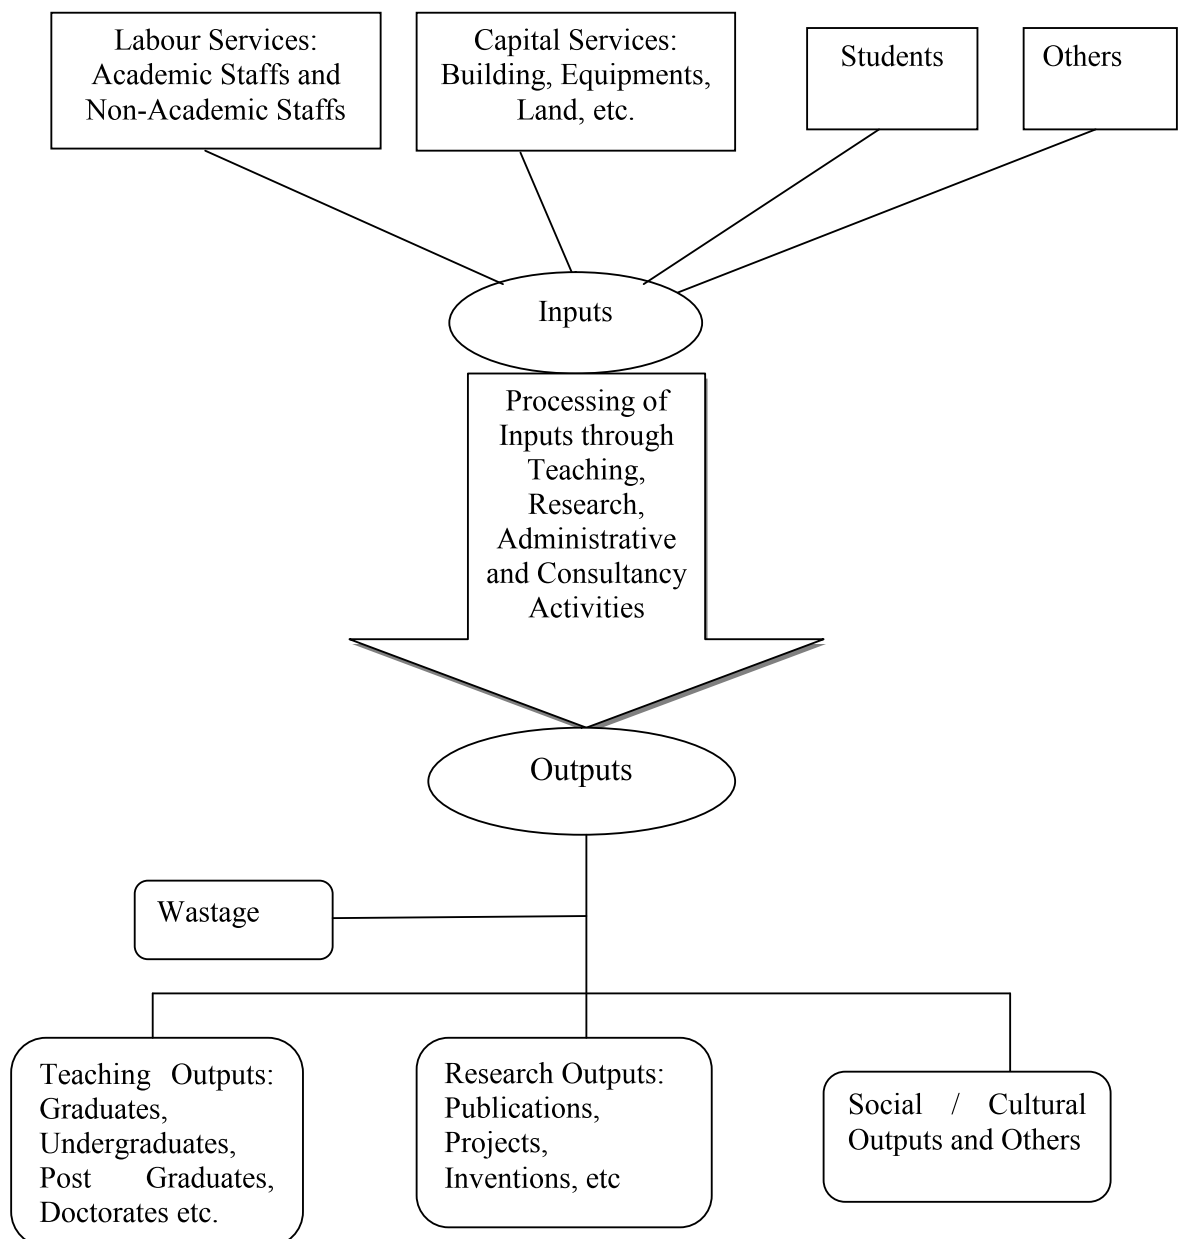 Labour Services:
Academic Staffs and
Non-Academic Staffs
Capital Services:
Building, Equipments,
Land, etc.
Students
Others
Inputs
Processing of
Inputs through
Teaching,
Research,
Administrative
and Consultancy
Activities
Outputs
Wastage
Teaching Outputs:
Graduates,
Undergraduates,
Post Graduates,
Doctorates etc.
Research Outputs:
Publications,
Projects,
Inventions, etc
Social / Cultural
Outputs and Others